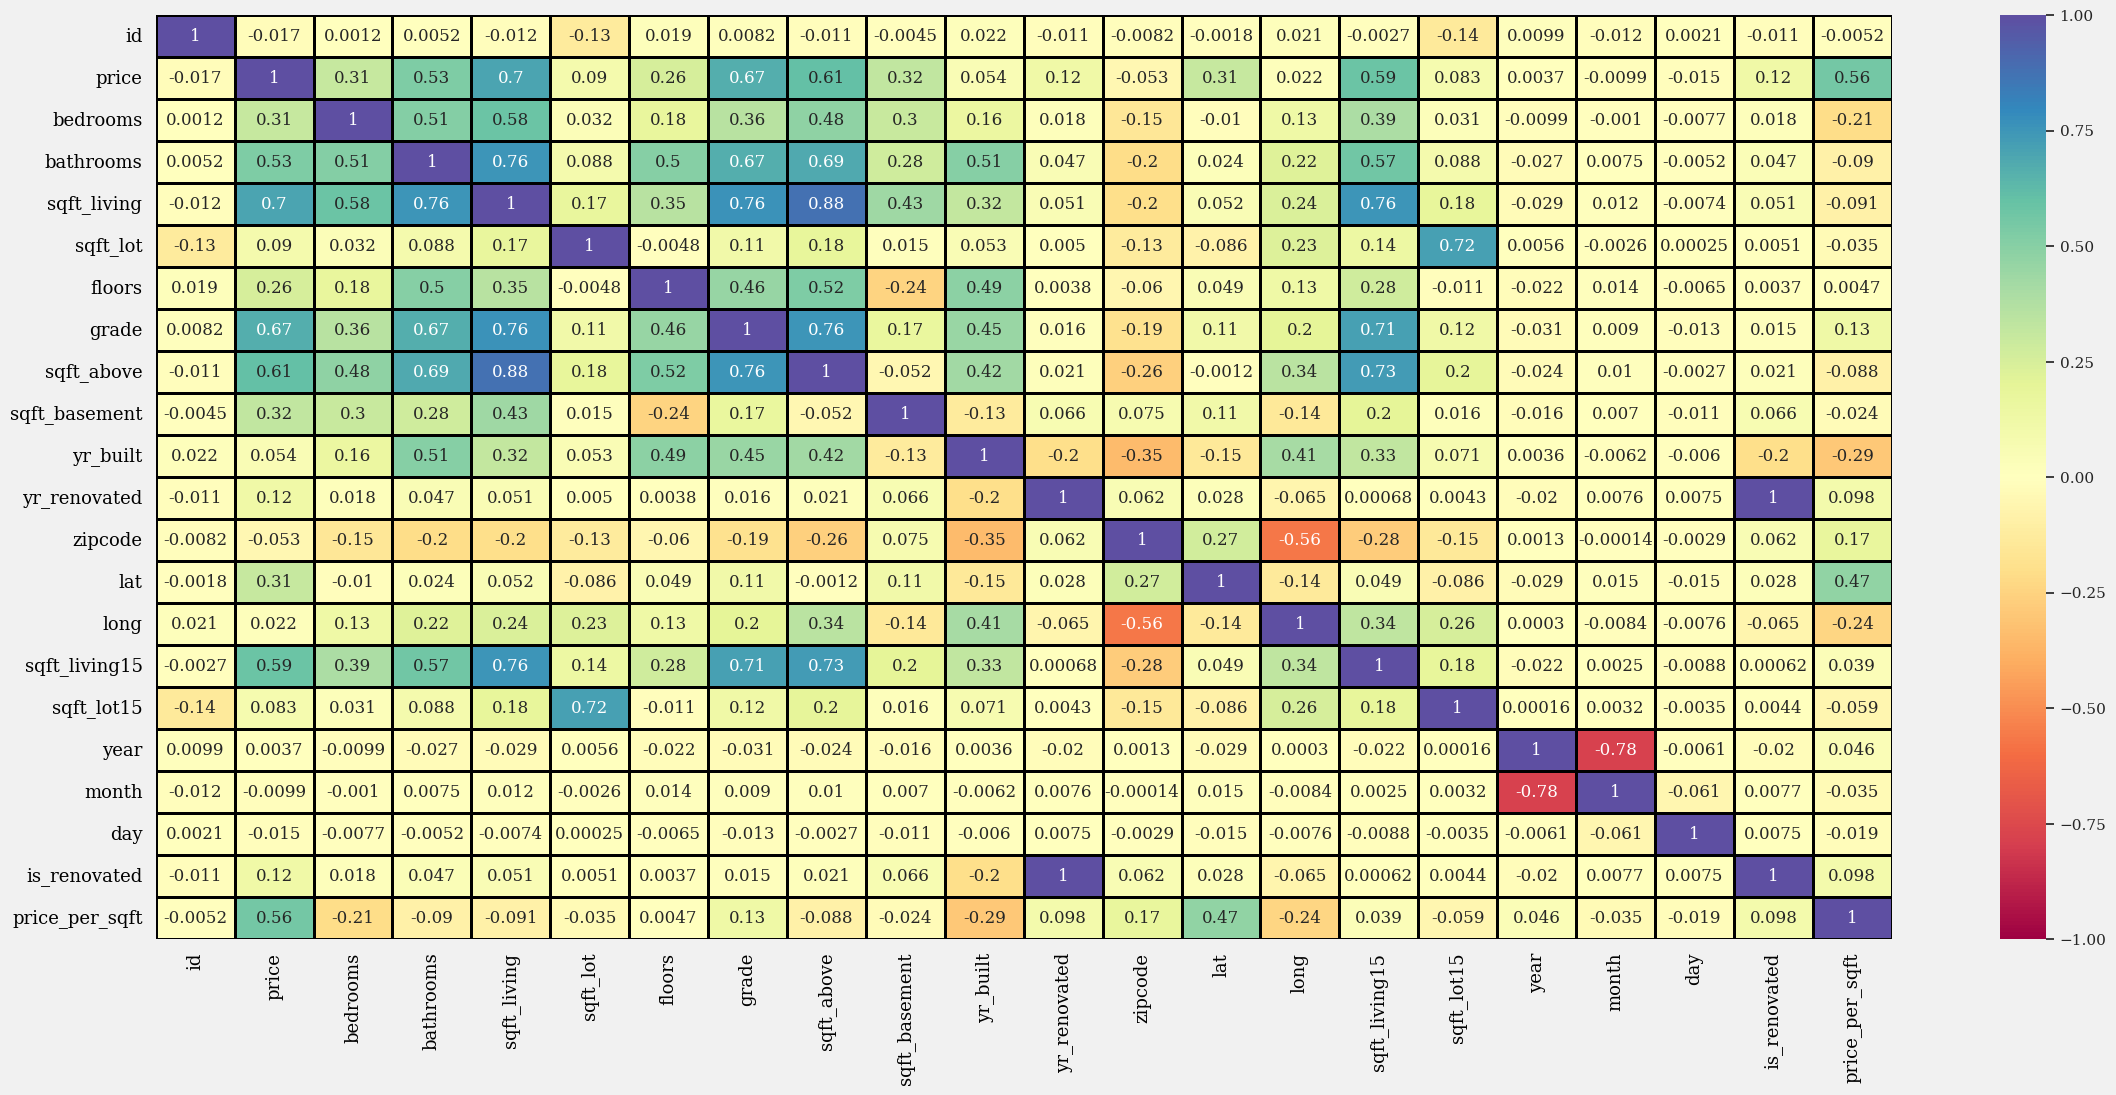 id 1 -0.017 0.0012 0.0052 -0.012 -0.13 0.019 0.0082 -0.011 -0.0045 0.022 -0.011 -0.0082 -0.0018 0.021 -0.0027 -0.14 0.0099 -0.012 0.0021 -0.011 -0.0052 1.00
price -0.017 1 0.31 0.53 0.7 0.09 0.26 0.67 0.61 0.32 0.054 0.12 -0.053 0.31 0.022 0.59 0.083 0.0037 -0.0099 -0.015 0.12 0.56
bedrooms 0.0012 0.31 1 0.51 0.58 0.032 0.18 0.36 0.48 0.3 0.16 0.018 -0.15 -0.01 0.13 0.39 0.031 -0.0099 -0.001 -0.0077 0.018 -0.21 0.75
bathrooms 0.0052 0.53 0.51 1 0.76 0.088 0.5 0.67 0.69 0.28 0.51 0.047 -0.2 0.024 0.22 0.57 0.088 -0.027 0.0075 -0.0052 0.047 -0.09
sqft_living -0.012 0.7 0.58 0.76 1 0.17 0.35 0.76 0.88 0.43 0.32 0.051 -0.2 0.052 0.24 0.76 0.18 -0.029 0.012 -0.0074 0.051 -0.091
sqft_lot -0.13 0.09 0.032 0.088 0.17 1 -0.0048 0.11 0.18 0.015 0.053 0.005 -0.13 -0.086 0.23 0.14 0.72 0.0056 -0.0026 0.00025 0.0051 -0.035 0.50
floors 0.019 0.26 0.18 0.5 0.35 -0.0048 1 0.46 0.52 -0.24 0.49 0.0038 -0.06 0.049 0.13 0.28 -0.011 -0.022 0.014 -0.0065 0.0037 0.0047
grade 0.0082 0.67 0.36 0.67 0.76 0.11 0.46 1 0.76 0.17 0.45 0.016 -0.19 0.11 0.2 0.71 0.12 -0.031 0.009 -0.013 0.015 0.13
sqft_above -0.011 0.61 0.48 0.69 0.88 0.18 0.52 0.76 1 -0.052 0.42 0.021 -0.26 -0.0012 0.34 0.73 0.2 -0.024 0.01 -0.0027 0.021 -0.088 0.25
sqft_basement -0.0045 0.32 0.3 0.28 0.43 0.015 -0.24 0.17 -0.052 1 -0.13 0.066 0.075 0.11 -0.14 0.2 0.016 -0.016 0.007 -0.011 0.066 -0.024
yr_built 0.022 0.054 0.16 0.51 0.32 0.053 0.49 0.45 0.42 -0.13 1 -0.2 -0.35 -0.15 0.41 0.33 0.071 0.0036 -0.0062 -0.006 -0.2 -0.29 0.00
yr_renovated -0.011 0.12 0.018 0.047 0.051 0.005 0.0038 0.016 0.021 0.066 -0.2 1 0.062 0.028 -0.065 0.00068 0.0043 -0.02 0.0076 0.0075 1 0.098
zipcode -0.0082 -0.053 -0.15 -0.2 -0.2 -0.13 -0.06 -0.19 -0.26 0.075 -0.35 0.062 1 0.27 -0.56 -0.28 -0.15 0.0013 -0.00014 -0.0029 0.062 0.17
lat -0.0018 0.31 -0.01 0.024 0.052 -0.086 0.049 0.11 -0.0012 0.11 -0.15 0.028 0.27 1 -0.14 0.049 -0.086 -0.029 0.015 -0.015 0.028 0.47 −0.25
long 0.021 0.022 0.13 0.22 0.24 0.23 0.13 0.2 0.34 -0.14 0.41 -0.065 -0.56 -0.14 1 0.34 0.26 0.0003 -0.0084 -0.0076 -0.065 -0.24
sqft_living15 -0.0027 0.59 0.39 0.57 0.76 0.14 0.28 0.71 0.73 0.2 0.33 0.00068 -0.28 0.049 0.34 1 0.18 -0.022 0.0025 -0.0088 0.00062 0.039
sqft_lot15 -0.14 0.083 0.031 0.088 0.18 0.72 -0.011 0.12 0.2 0.016 0.071 0.0043 -0.15 -0.086 0.26 0.18 1 0.00016 0.0032 -0.0035 0.0044 -0.059 −0.50
year 0.0099 0.0037 -0.0099 -0.027 -0.029 0.0056 -0.022 -0.031 -0.024 -0.016 0.0036 -0.02 0.0013 -0.029 0.0003 -0.022 0.00016 1 -0.78 -0.0061 -0.02 0.046
month -0.012 -0.0099 -0.001 0.0075 0.012 -0.0026 0.014 0.009 0.01 0.007 -0.0062 0.0076 -0.00014 0.015 -0.0084 0.0025 0.0032 -0.78 1 -0.061 0.0077 -0.035
day 0.0021 -0.015 -0.0077 -0.0052 -0.0074 0.00025 -0.0065 -0.013 -0.0027 -0.011 -0.006 0.0075 -0.0029 -0.015 -0.0076 -0.0088 -0.0035 -0.0061 -0.061 1 0.0075 -0.019 −0.75
is_renovated -0.011 0.12 0.018 0.047 0.051 0.0051 0.0037 0.015 0.021 0.066 -0.2 1 0.062 0.028 -0.065 0.00062 0.0044 -0.02 0.0077 0.0075 1 0.098
price_per_sqft -0.0052 0.56 -0.21 -0.09 -0.091 -0.035 0.0047 0.13 -0.088 -0.024 -0.29 0.098 0.17 0.47 -0.24 0.039 -0.059 0.046 -0.035 -0.019 0.098 1 −1.00
id price bedrooms bathrooms sqft_living sqft_lot floors grade sqft_above sqft_basement yr_built yr_renovated zipcode lat long sqft_living15 sqft_lot15 year month day is_renovated price_per_sqft